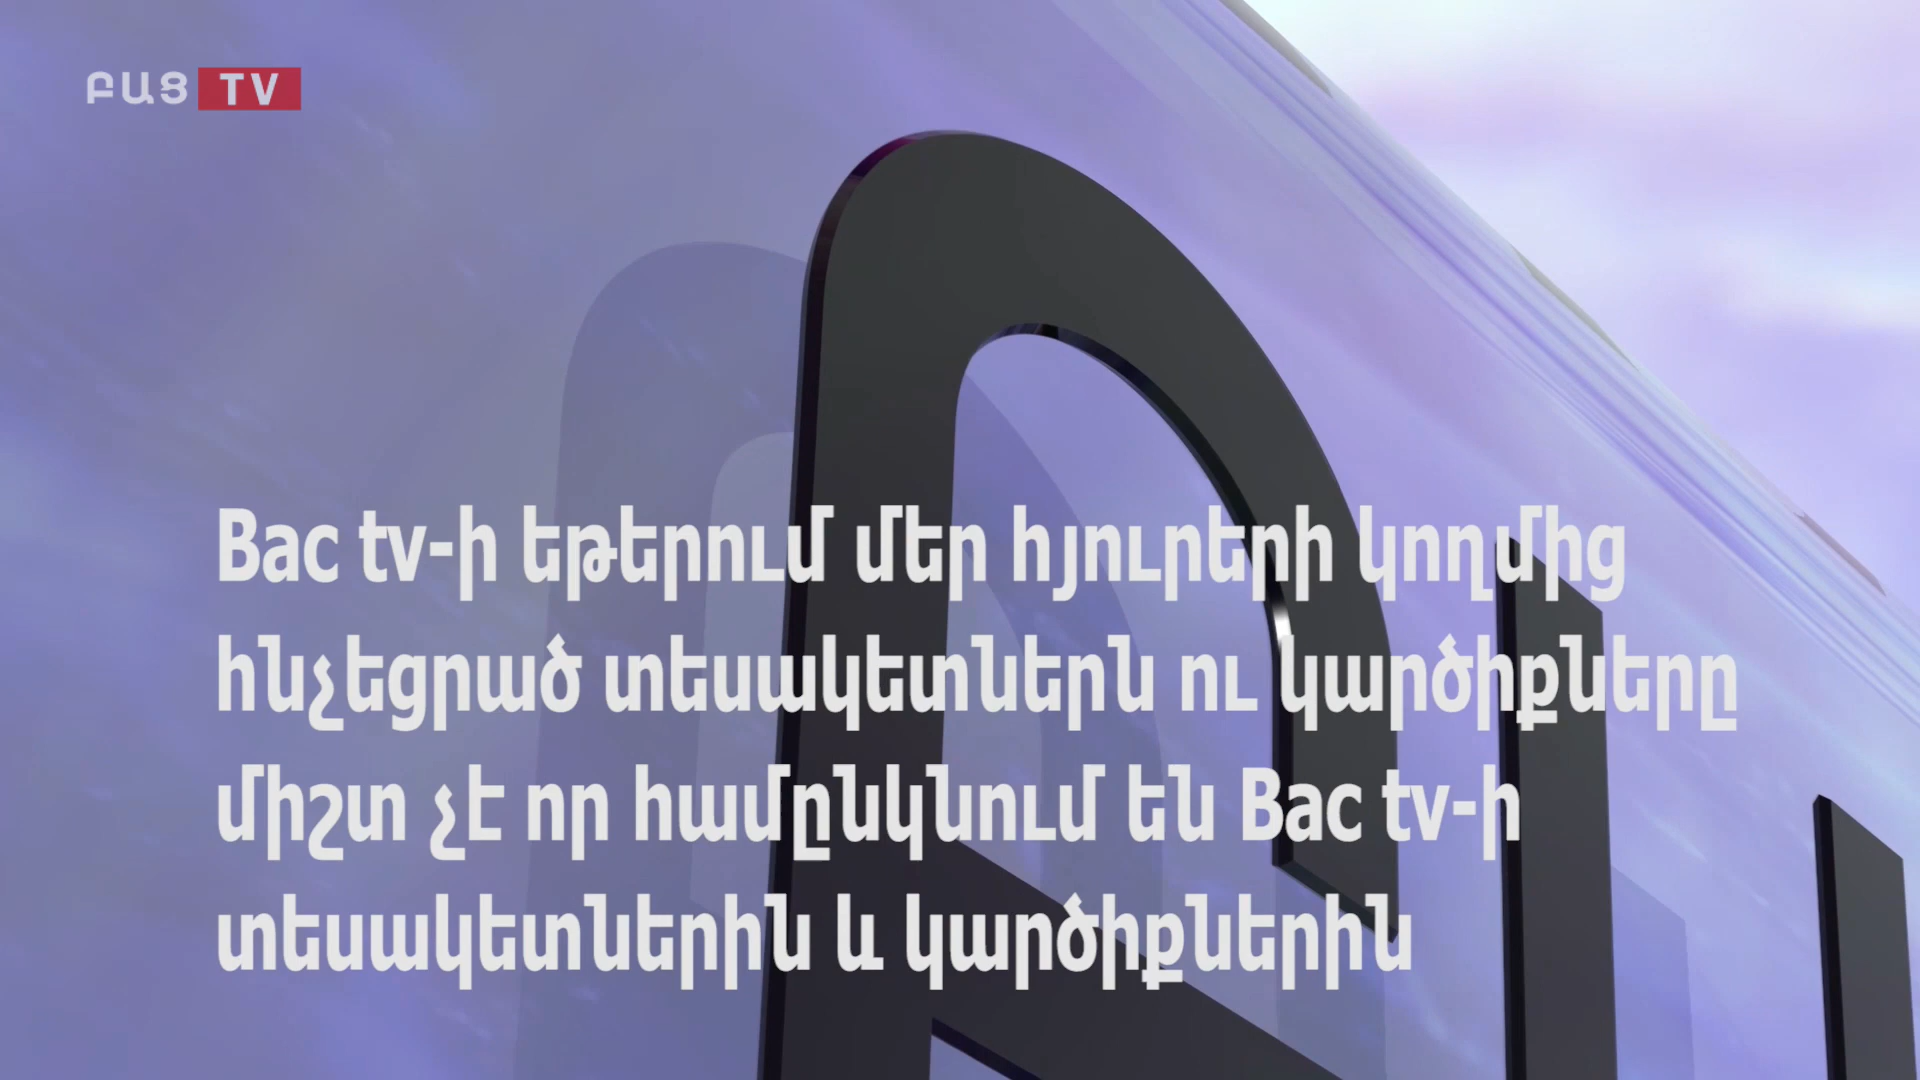 ԲԱՑ TV
Bac tv-ի եթերում մեր հյուրերի կողմից
հնչեցրած տեսակետներն ու կարծիքները
միշտ չէ որ համընկնում են Bac tv-ի
տեսակետներին և կարծիքներին